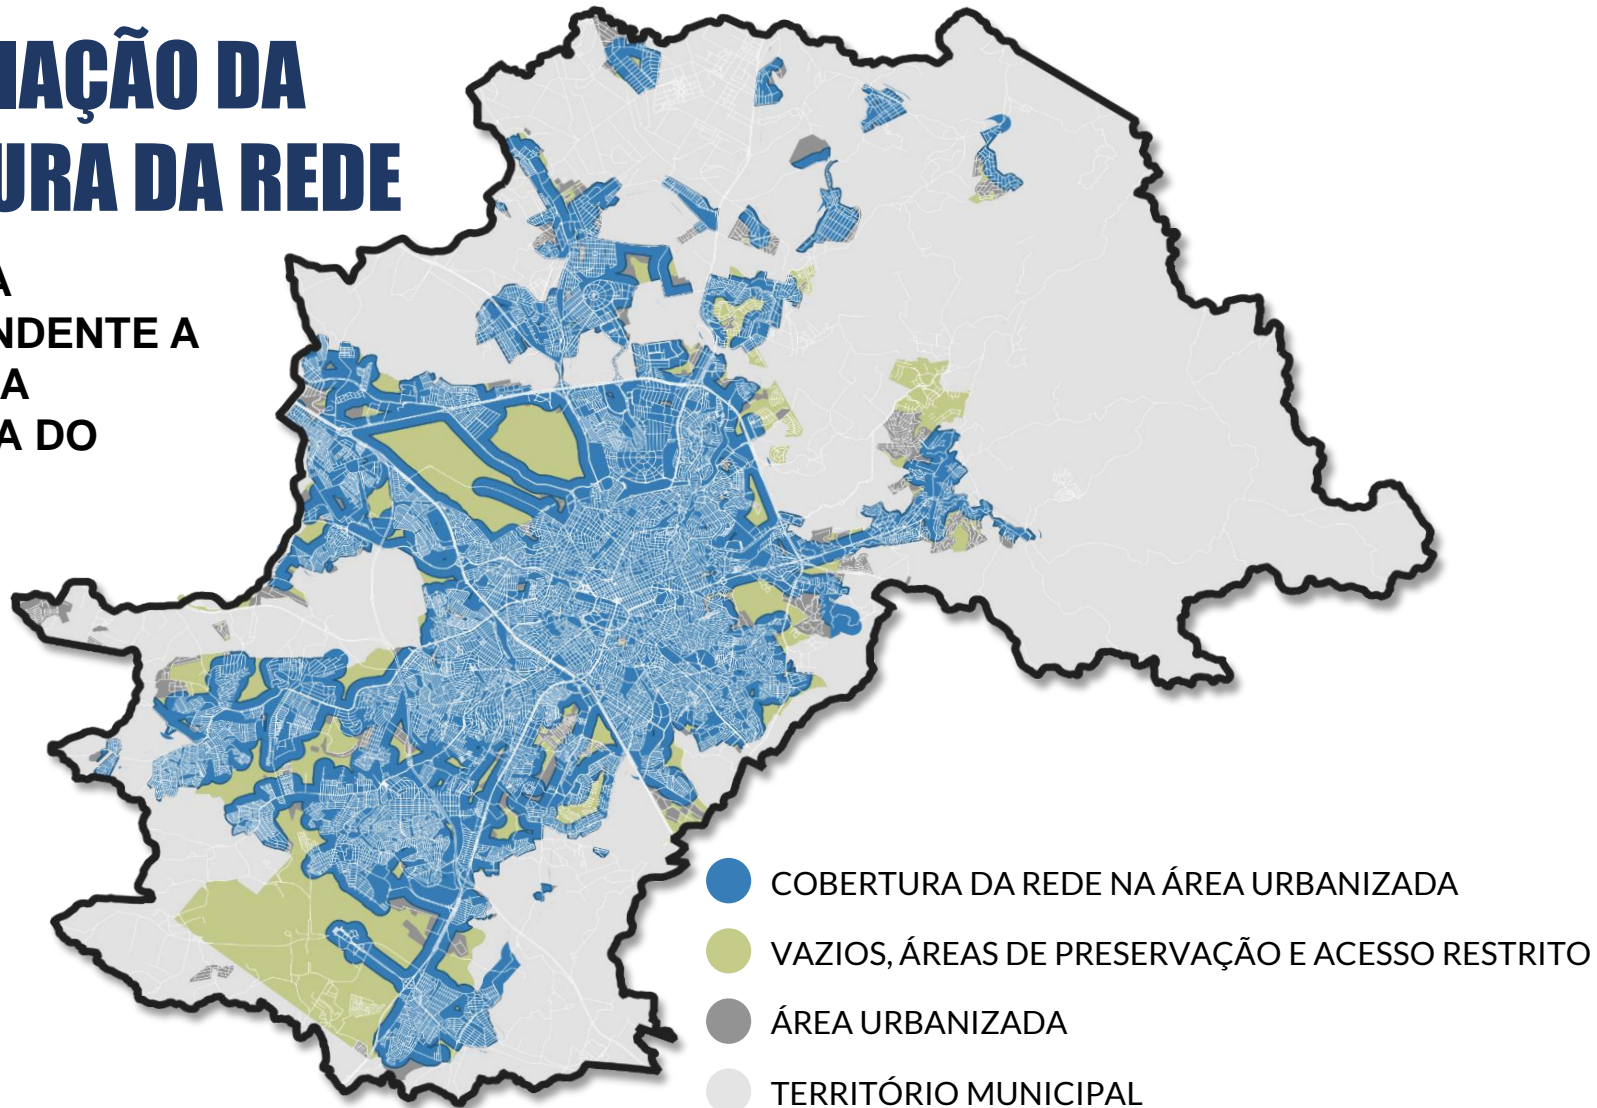 NAÇÃO DA
URA DA REDE
A
NDENTE A
A
A DO
COBERTURA DA REDE NA ÁREA URBANIZADA
VAZIOS, ÁREAS DE PRESERVAÇÃO E ACESSO RESTRITO
ÁREA URBANIZADA
TERRITÓRIO MUNICIPAL